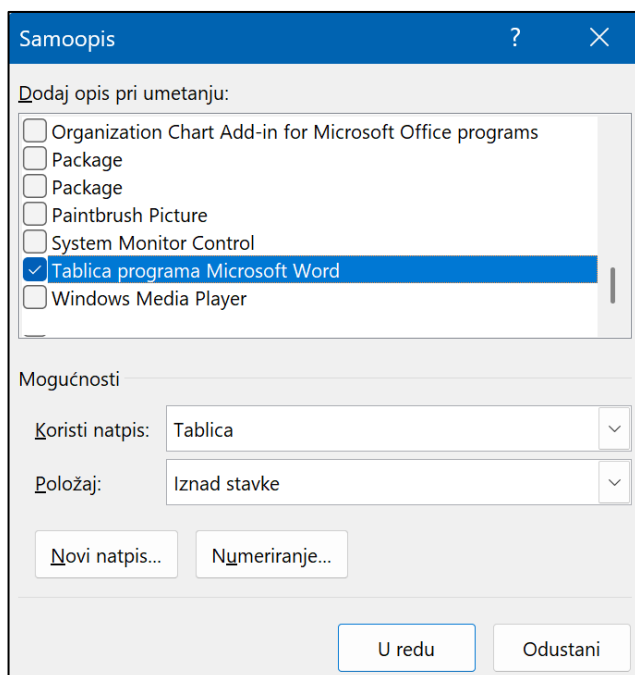 Samoopis ?
Dodaj opis pri umetanju:
Organization Chart Add-in for Microsoft Office programs
Package
Package
Paintbrush Picture
System Monitor Control
Tablica programa Microsoft Word
Windows Media Player
Mogućnosti
Koristi natpis: Tablica
Položaj: Iznad stavke
Novi natpis... Numeriranje...
U redu Odustani